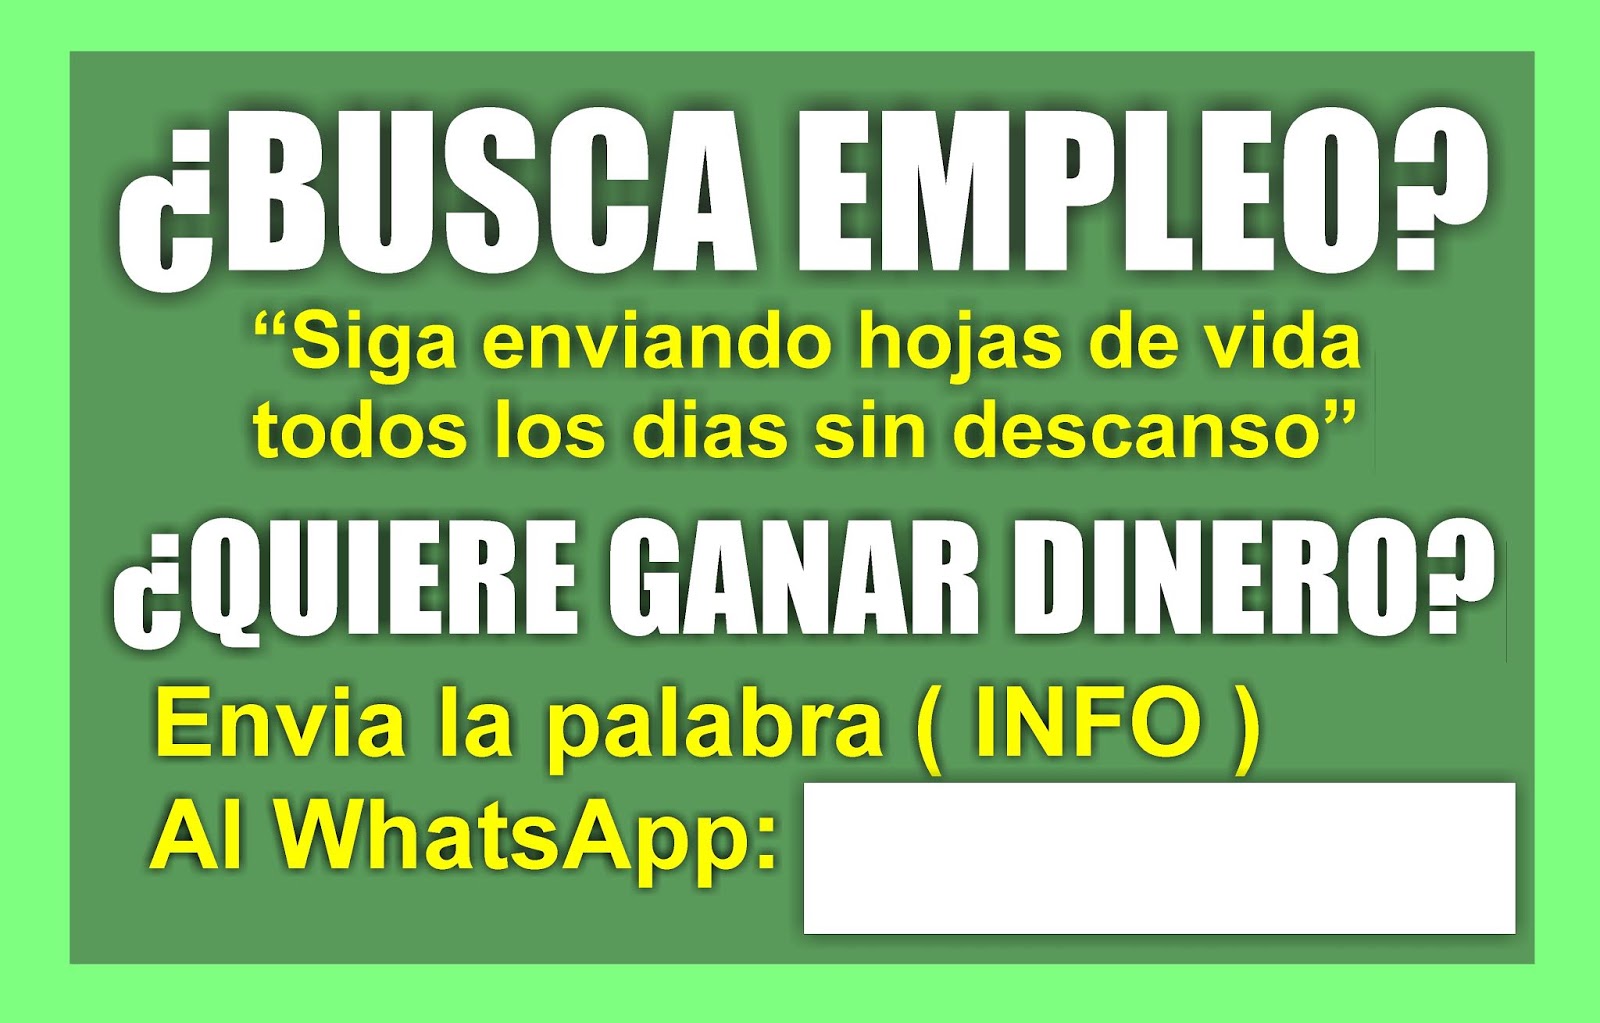 ¿BUSCA EMPLEO?
“Siga enviando hojas de vida
todos los dias sin descanso”
¿QUIERE GANAR DINERO?
Envia la palabra ( INFO )
Al WhatsApp: